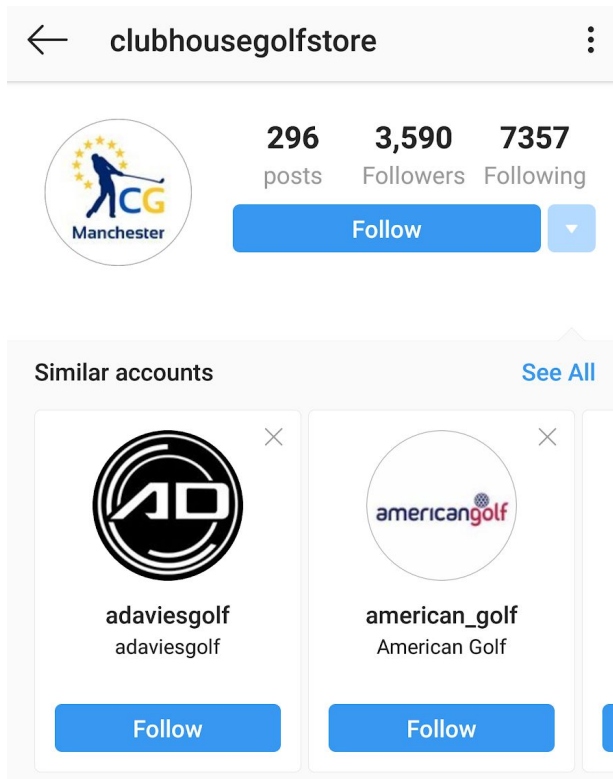 clubhousegolfstore
CG
Manchester
296 3,590 7357
posts Followers Following
Follow
Similar accounts See All
AD americangolf
adaviesgolf american_golf
adaviesgolf American Golf
Follow Follow